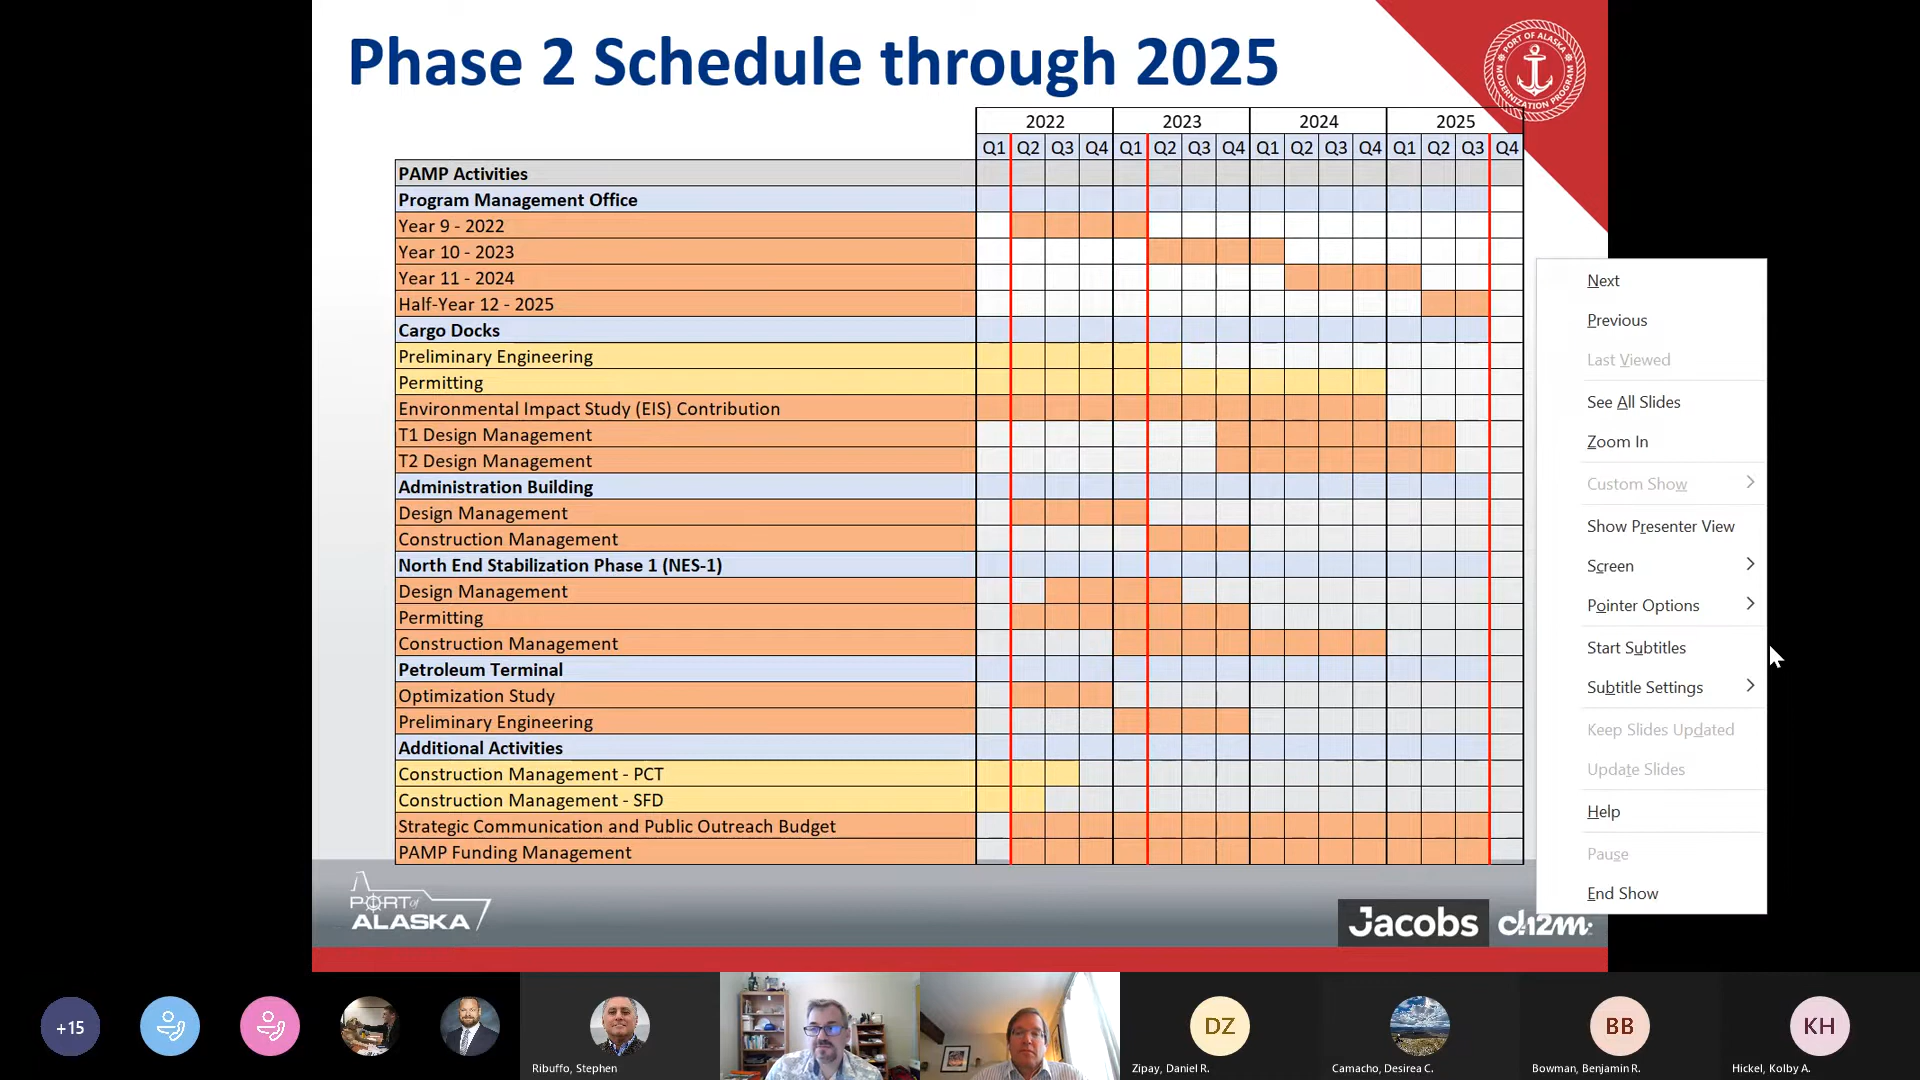 Phase 2 Schedule through 2025
PORT OF ALASKA
MODERNIZATION PROGRAM
2022 2023 2024 2025
Q1 Q2 Q3 Q4 Q1 Q2 Q3 Q4 Q1 Q2 Q3 Q4 Q1 Q2 Q3 Q4
PAMP Activities
Program Management Office
Year 9 - 2022
Year 10 - 2023
Year 11 - 2024
Half-Year 12 - 2025
Cargo Docks
Preliminary Engineering
Permitting
Environmental Impact Study (EIS) Contribution
T1 Design Management
T2 Design Management
Administration Building
Design Management
Construction Management
North End Stabilization Phase 1 (NES-1)
Design Management
Permitting
Construction Management
Petroleum Terminal
Optimization Study
Preliminary Engineering
Additional Activities
Construction Management - PCT
Construction Management - SFD
Strategic Communication and Public Outreach Budget
PAMP Funding Management
Next
Previous
Last Viewed
See All Slides
Zoom In
Custom Show
Show Presenter View
Screen
Pointer Options
Start Subtitles
Subtitle Settings
Keep Slides Updated
Update Slides
Help
Pause
End Show
PORT of
ALASKA
Jacobs ch2m
+15
DZ
BB
KH
Ribuffo, Stephen
Zipay, Daniel R.
Camacho, Desirea C.
Bowman, Benjamin R.
Hickel, Kolby A.